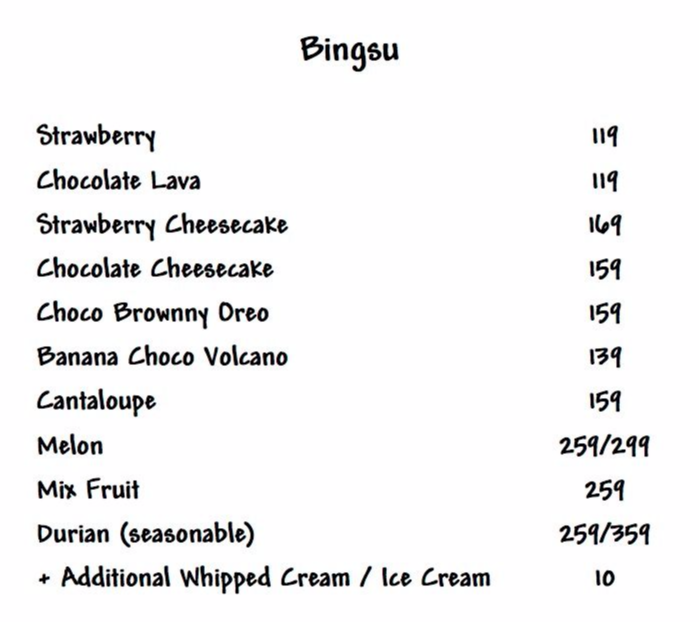 Bingsu
Strawberry 119
Chocolate Lava 119
Strawberry Cheesecake 169
Chocolate Cheesecake 159
Choco Brownny Oreo 159
Banana Choco Volcano 139
Cantaloupe 159
Melon 259/299
Mix Fruit 259
Durian (seasonable) 259/359
+ Additional Whipped Cream / Ice Cream 10